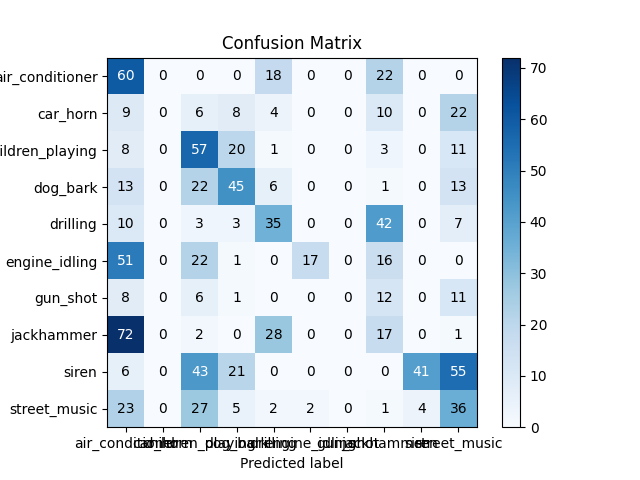 Confusion Matrix
air_conditioner 60 0 0 0 18 0 0 22 0 0
car_horn 9 0 6 8 4 0 0 10 0 22
ildren_playing 8 0 57 20 1 0 0 3 0 11
dog_bark 13 0 22 45 6 0 0 1 0 13
drilling 10 0 3 3 35 0 0 42 0 7
engine_idling 51 0 22 1 0 17 0 16 0 0
gun_shot 8 0 6 1 0 0 0 12 0 11
jackhammer 72 0 2 0 28 0 0 17 0 1
siren 6 0 43 21 0 0 0 0 41 55
street_music 23 0 27 5 2 2 0 1 4 36
street_music
Predicted label
70
60
50
40
30
20
10
0